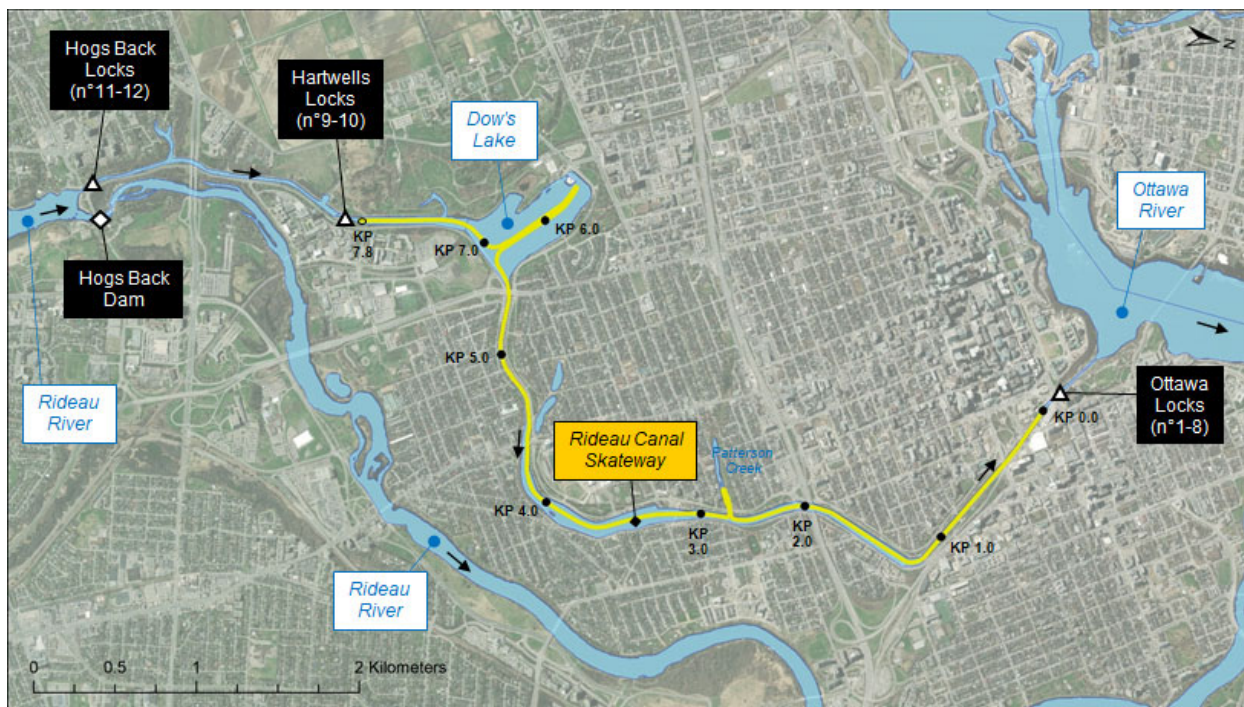 Hogs Back
Locks
(n°11-12)
Hartwells
Locks
(n°9-10)
Dow's
Lake
N
Ottawa
River
KP
7.8
KP 7.0
KP 6.0
Hogs Back
Dam
KP 5.0
Rideau
River
Ottawa
Locks
(n°1-8)
KP 0.0
Rideau Canal
Skateway
Patterson
Creek
KP 4.0
KP
3.0
KP
2.0
KP 1.0
Rideau
River
0 0.5 1 2 Kilometers